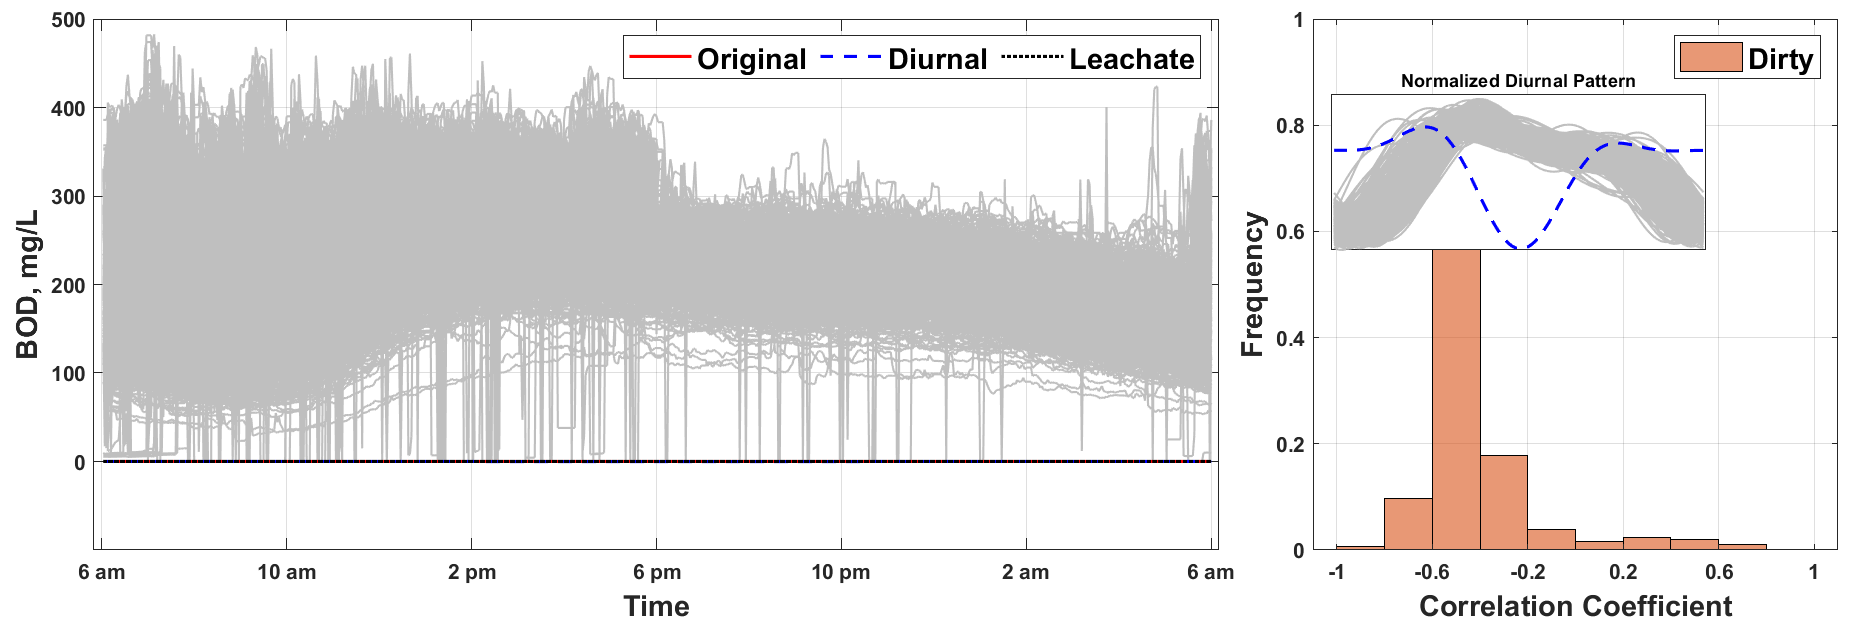 500
400
300
200
100
0
BOD, mg/L
Original Diurnal Leachate
6 am 10 am 2 pm 6 pm 10 pm 2 am 6 am
Time
1
0.8
0.6
0.4
0.2
0
Frequency
Dirty
Normalized Diurnal Pattern
-1 -0.6 -0.2 0.2 0.6 1
Correlation Coefficient